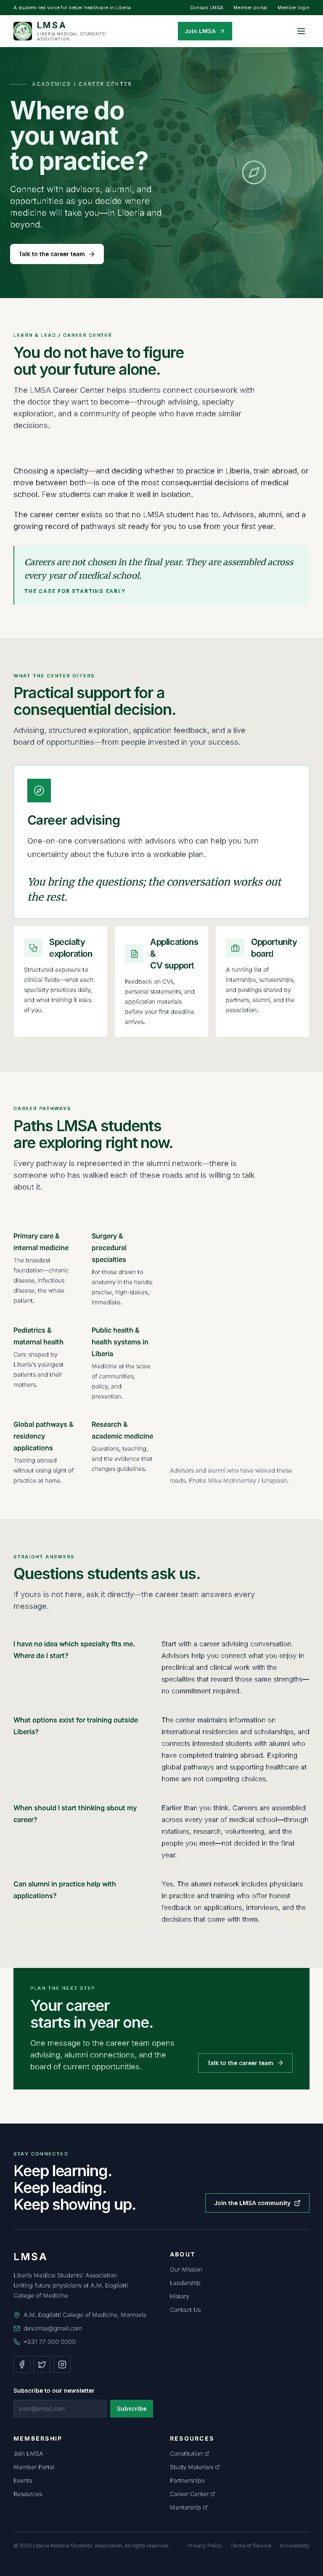 A student-led voice for better healthcare in Liberia
Contact LMSA
Member portal
Member login
LMSA
LIBERIA MEDICAL STUDENTS' ASSOCIATION
Join LMSA
ACADEMICS / CAREER CENTER
Where do
you want
to practice?
Connect with advisors, alumni, and
opportunities as you decide where
medicine will take you—in Liberia and
beyond.
Talk to the career team
LEARN & LEAD / CAREER CENTER
You do not have to figure
out your future alone.
The LMSA Career Center helps students connect coursework with
the doctor they want to become—through advising, specialty
exploration, and a community of people who have made similar
decisions.
Choosing a specialty—and deciding whether to practice in Liberia, train abroad, or
move between both—is one of the most consequential decisions of medical
school. Few students can make it well in isolation.
The career center exists so that no LMSA student has to. Advisors, alumni, and a
growing record of pathways sit ready for you to use from your first year.
Careers are not chosen in the final year. They are assembled across
every year of medical school.
THE CASE FOR STARTING EARLY
WHAT THE CENTER OFFERS
Practical support for a
consequential decision.
Advising, structured exploration, application feedback, and a live
board of opportunities—from people invested in your success.
Career advising
One-on-one conversations with advisors who can help you turn
uncertainty about the future into a workable plan.
You bring the questions; the conversation works out
the rest.
Specialty
exploration
Structured exposure to
clinical fields—what each
specialty practices daily,
and what training it asks
of you.
Applications
&
CV support
Feedback on CVs,
personal statements, and
application materials
before your first deadline
arrives.
Opportunity
board
A running list of
internships, scholarships,
and postings shared by
partners, alumni, and the
association.
CAREER PATHWAYS
Paths LMSA students
are exploring right now.
Every pathway is represented in the alumni network—there is
someone who has walked each of these roads and is willing to talk
about it.
Primary care &
internal medicine
The broadest
foundation—chronic
disease, infectious
disease, the whole
patient.
Surgery &
procedural
specialties
For those drawn to
anatomy in the hands:
precise, high-stakes,
immediate.
Pediatrics &
maternal health
Care shaped by
Liberia's youngest
patients and their
mothers.
Public health &
health systems in
Liberia
Medicine at the scale
of communities,
policy, and
prevention.
Global pathways &
residency
applications
Training abroad
without losing sight of
practice at home.
Research &
academic medicine
Questions, teaching,
and the evidence that
changes guidelines.
Advisors and alumni who have walked these
roads. Photo: Mike McInnerney / Unsplash.
STRAIGHT ANSWERS
Questions students ask us.
If yours is not here, ask it directly—the career team answers every
message.
I have no idea which specialty fits me.
Where do I start?
Start with a career advising conversation.
Advisors help you connect what you enjoy in
preclinical and clinical work with the
specialties that reward those same strengths—
no commitment required.
What options exist for training outside
Liberia?
The center maintains information on
international residencies and scholarships, and
connects interested students with alumni who
have completed training abroad. Exploring
global pathways and supporting healthcare at
home are not competing choices.
When should I start thinking about my
career?
Earlier than you think. Careers are assembled
across every year of medical school—through
rotations, research, volunteering, and the
people you meet—not decided in the final
year.
Can alumni in practice help with
applications?
Yes. The alumni network includes physicians
in practice and training who offer honest
feedback on applications, interviews, and the
decisions that come with them.
PLAN THE NEXT STEP
Your career
starts in year one.
One message to the career team opens
advising, alumni connections, and the
board of current opportunities.
Talk to the career team
STAY CONNECTED
Keep learning.
Keep leading.
Keep showing up.
Join the LMSA community
LMSA
Liberia Medical Students' Association
Uniting future physicians at A.M. Dogliotti
College of Medicine
A.M. Dogliotti College of Medicine, Monrovia
dev.lmsa@gmail.com
+231 77 000 0000
Subscribe to our newsletter
your@email.com
Subscribe
ABOUT
Our Mission
Leadership
History
Contact Us
MEMBERSHIP
Join LMSA
Member Portal
Events
Resources
RESOURCES
Constitution
Study Materials
Partnerships
Career Center
Mentorship
© 2026 Liberia Medical Students' Association. All rights reserved.
Privacy Policy
Terms of Service
Accessibility